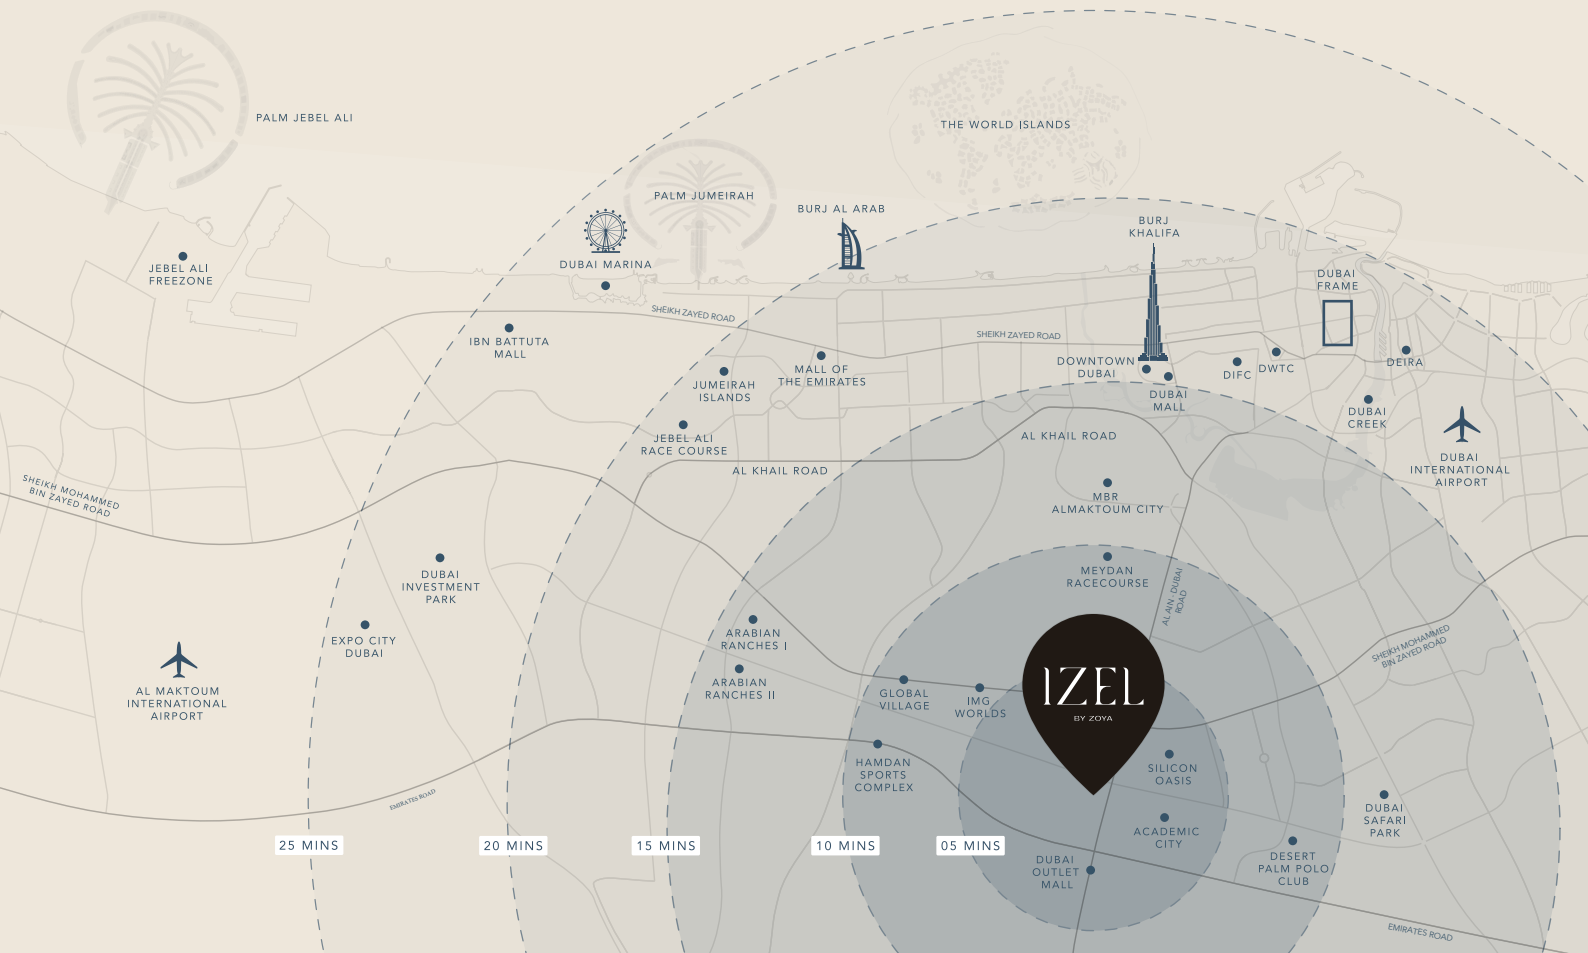 PALM JEBEL ALI
THE WORLD ISLANDS
PALM JUMEIRAH
BURJ AL ARAB
BURJ
KHALIFA
JEBEL ALI
FREEZONE
DUBAI MARINA
DUBAI
FRAME
SHEIKH ZAYED ROAD
SHEIKH ZAYED ROAD
IBN BATTUTA
MALL
JUMEIRAH
ISLANDS
MALL OF
THE EMIRATES
DOWNTOWN
DUBAI
DUBAI
MALL
DIFC
DWTC
DEIRA
DUBAI
CREEK
JEBEL ALI
RACE COURSE
AL KHAIL ROAD
AL KHAIL ROAD
DUBAI
INTERNATIONAL
AIRPORT
SHEIKH MOHAMMED
BIN ZAYED ROAD
MBR
ALMAKTOUM CITY
DUBAI
INVESTMENT
PARK
MEYDAN
RACECOURSE
AL AIN - DUBAI
ROAD
EXPO CITY
DUBAI
ARABIAN
RANCHES I
ARABIAN
RANCHES II
SHEIKH MOHAMMED
BIN ZAYED ROAD
AL MAKTOUM
INTERNATIONAL
AIRPORT
GLOBAL
VILLAGE
IMG
WORLDS
IZEL
BY ZOYA
HAMDAN
SPORTS
COMPLEX
SILICON
OASIS
EMIRATES ROAD
ACADEMIC
CITY
DUBAI
SAFARI
PARK
25 MINS
20 MINS
15 MINS
10 MINS
05 MINS
DUBAI
OUTLET
MALL
DESERT
PALM POLO
CLUB
EMIRATES ROAD